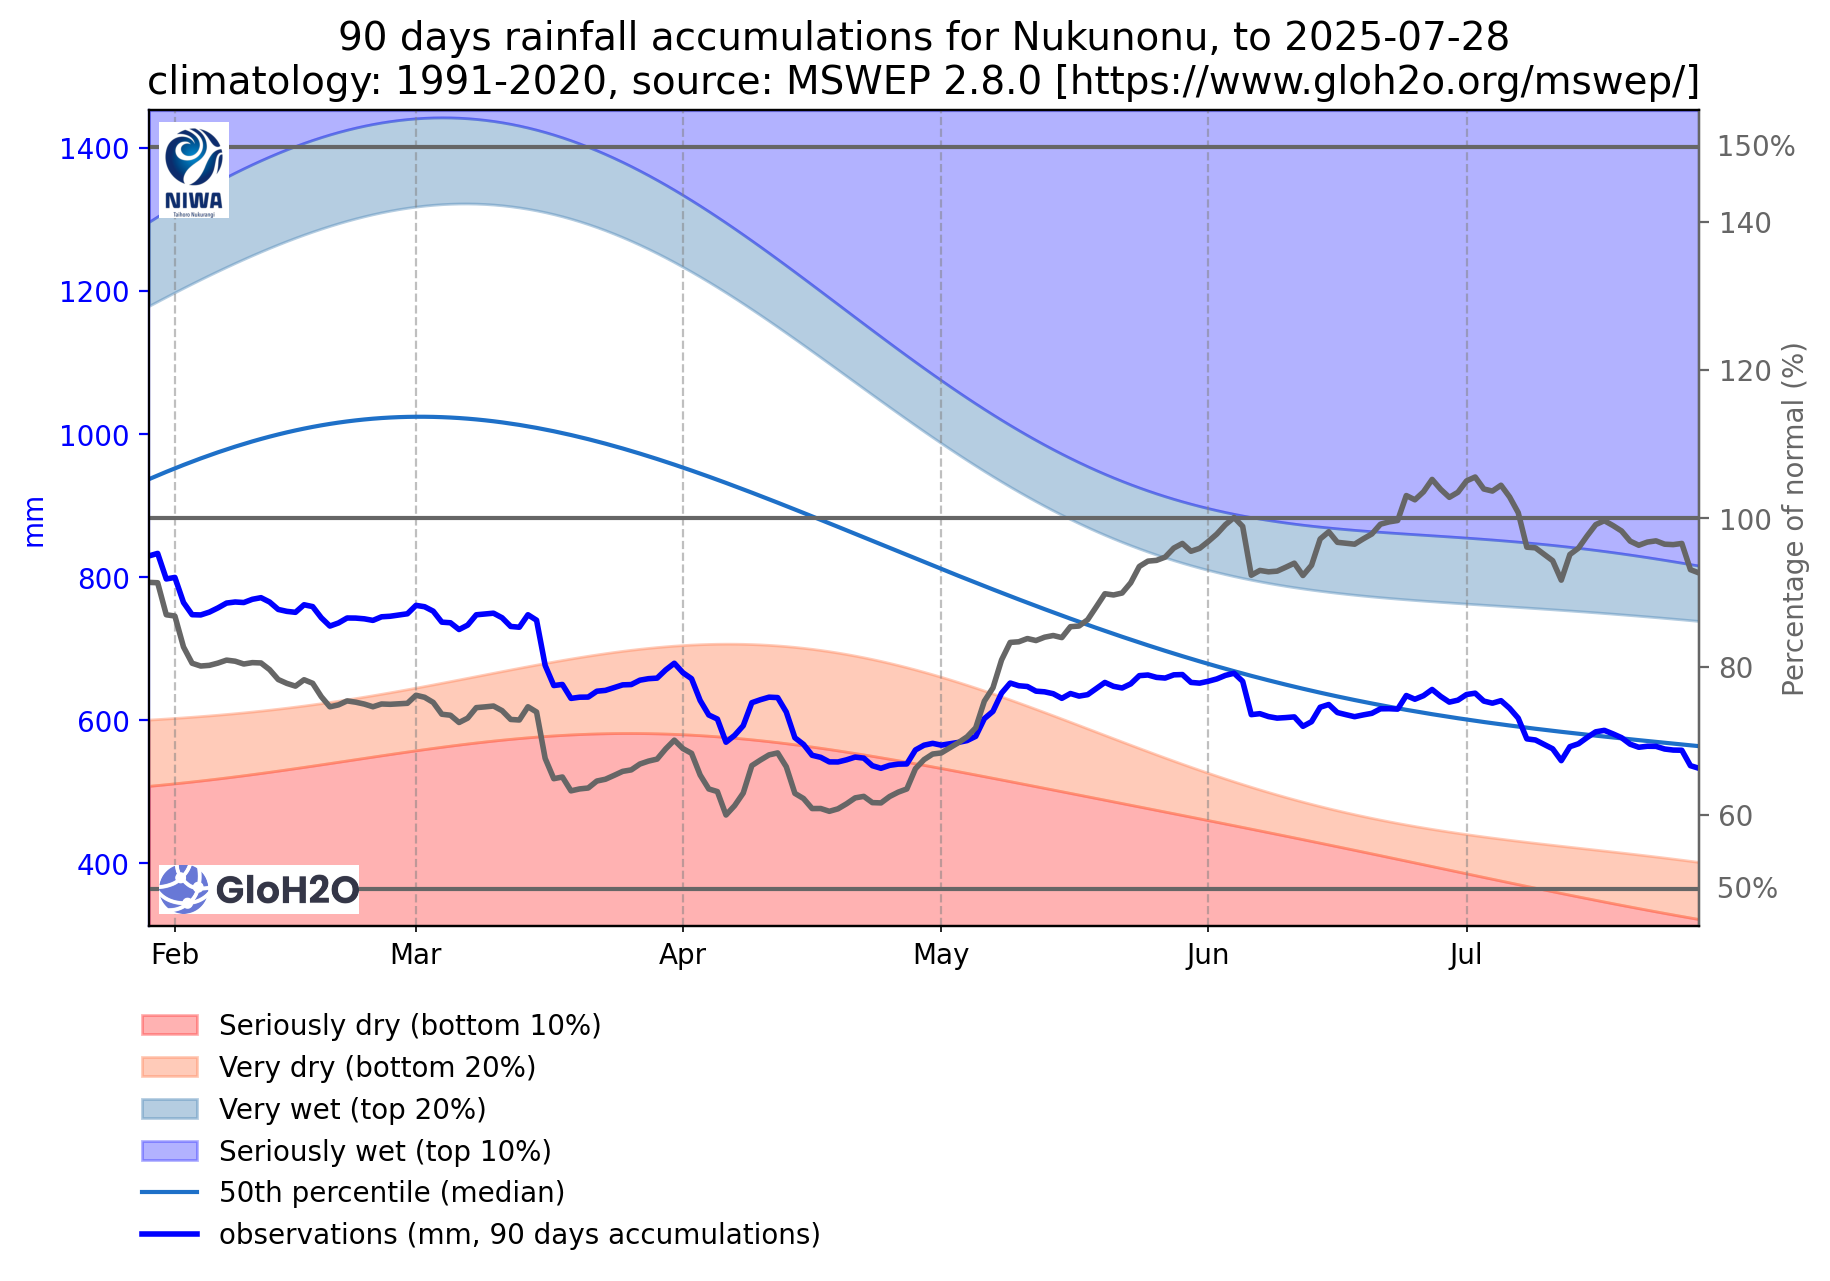 90 days rainfall accumulations for Nukunonu, to 2025-07-28
climatology: 1991-2020, source: MSWEP 2.8.0 [https://www.gloh2o.org/mswep/]
1400
1200
1000
800
600
400
mm
150%
140
120
100
80
60
50%
Percentage of normal (%)
NIWA
Taihoro Nukurangi
GloH2O
Feb
Mar
Apr
May
Jun
Jul
Seriously dry (bottom 10%)
Very dry (bottom 20%)
Very wet (top 20%)
Seriously wet (top 10%)
50th percentile (median)
observations (mm, 90 days accumulations)